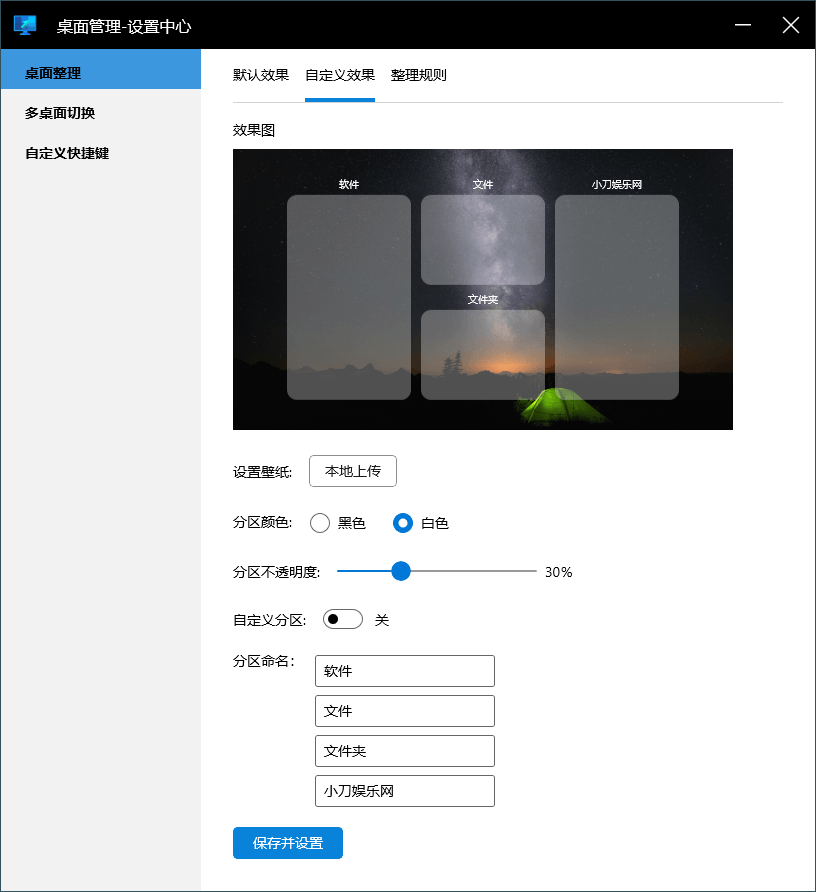 桌面管理-设置中心
桌面整理
多桌面切换
自定义快捷键
默认效果 自定义效果 整理规则
效果图
软件 文件 小刀娱乐网
文件夹
设置壁纸: 本地上传
分区颜色: 黑色 白色
分区不透明度: 30%
自定义分区: 关
分区命名: 软件
文件
文件夹
小刀娱乐网
保存并设置